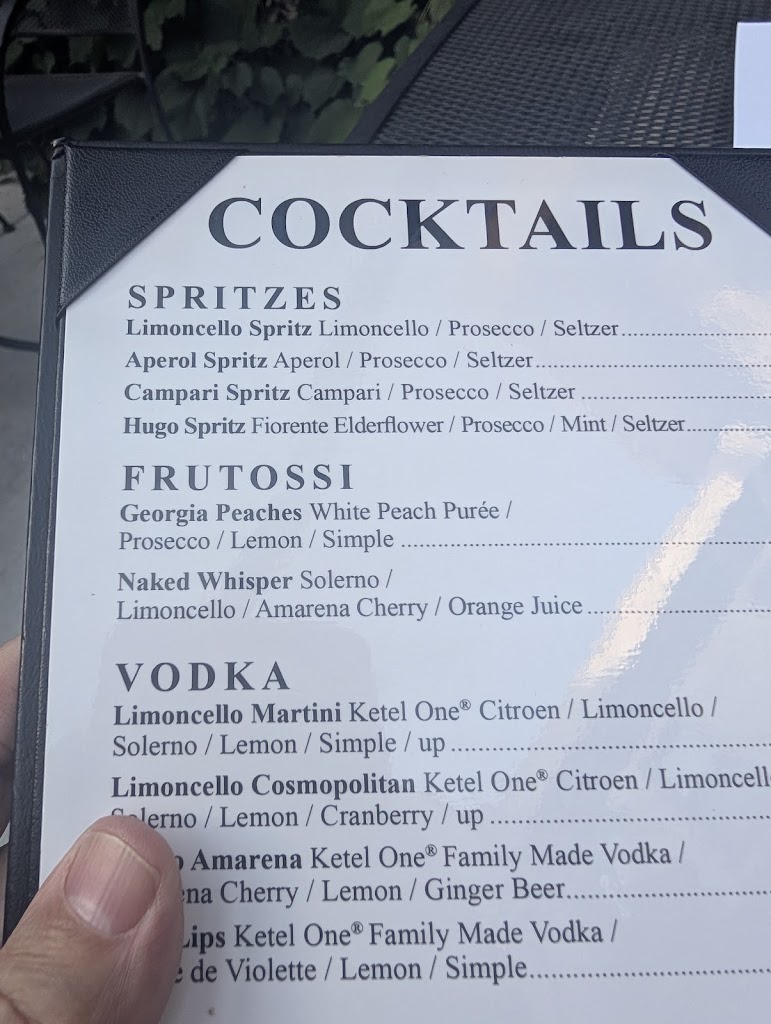 COCKTAILS
SPRITZES
Limoncello Spritz Limoncello / Prosecco / Seltzer
Aperol Spritz Aperol / Prosecco / Seltzer
Campari Spritz Campari / Prosecco / Seltzer
Hugo Spritz Fiorente Elderflower / Prosecco / Mint / Seltzer
FRUTOSSI
Georgia Peaches White Peach Purée /
Prosecco / Lemon / Simple
Naked Whisper Solerno /
Limoncello / Amarena Cherry / Orange Juice
VODKA
Limoncello Martini Ketel One® Citroen / Limoncello /
Solerno / Lemon / Simple / up
Limoncello Cosmopolitan Ketel One® Citroen / Limoncell
Solerno / Lemon / Cranberry / up
Amarena Ketel One® Family Made Vodka /
Cherry / Lemon / Ginger Beer
Lips Ketel One® Family Made Vodka /
de Violette / Lemon / Simple